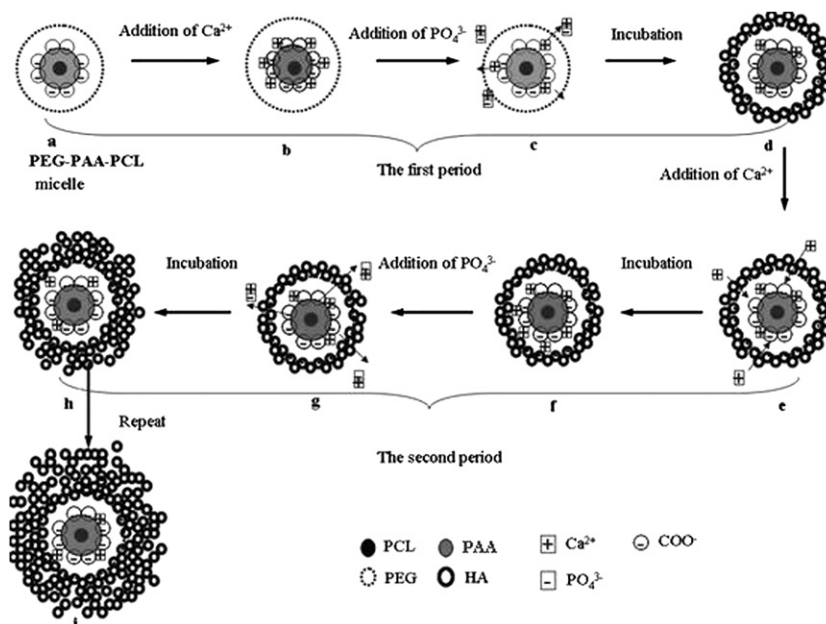 Addition of Ca²⁺
Addition of PO₄³⁻
Incubation
a
b
c
d
PEG-PAA-PCL
micelle
The first period
Addition of Ca²⁺
Incubation
Addition of PO₄³⁻
Incubation
h
g
f
e
Repeat
The second period
PCL
PAA
+ Ca²⁺
- COO⁻
PEG
HA
- PO₄³⁻
i